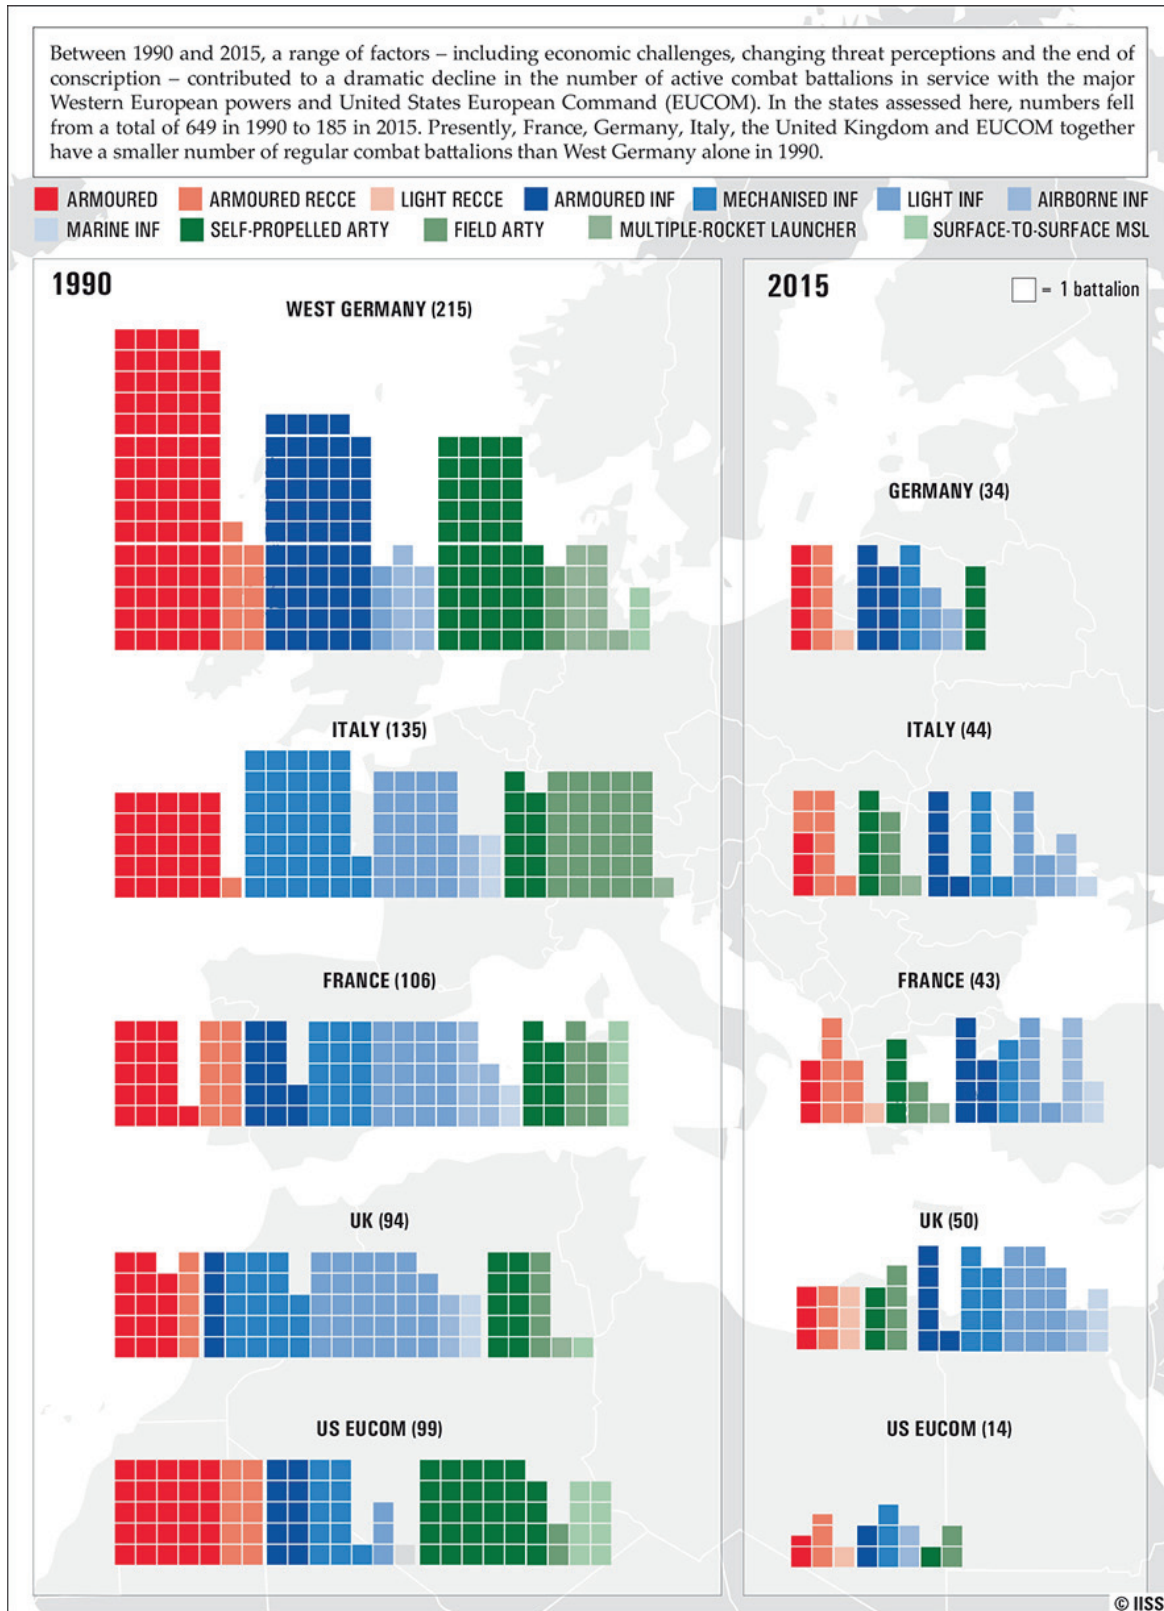 Between 1990 and 2015, a range of factors – including economic challenges, changing threat perceptions and the end of
conscription – contributed to a dramatic decline in the number of active combat battalions in service with the major
Western European powers and United States European Command (EUCOM). In the states assessed here, numbers fell
from a total of 649 in 1990 to 185 in 2015. Presently, France, Germany, Italy, the United Kingdom and EUCOM together
have a smaller number of regular combat battalions than West Germany alone in 1990.
ARMOURED ARMOURED RECCE LIGHT RECCE ARMOURED INF MECHANISED INF LIGHT INF AIRBORNE INF
MARINE INF SELF-PROPELLED ARTY FIELD ARTY MULTIPLE-ROCKET LAUNCHER SURFACE-TO-SURFACE MSL
1990
2015
= 1 battalion
WEST GERMANY (215)
GERMANY (34)
ITALY (135)
ITALY (44)
FRANCE (106)
FRANCE (43)
UK (94)
UK (50)
US EUCOM (99)
US EUCOM (14)
© IISS